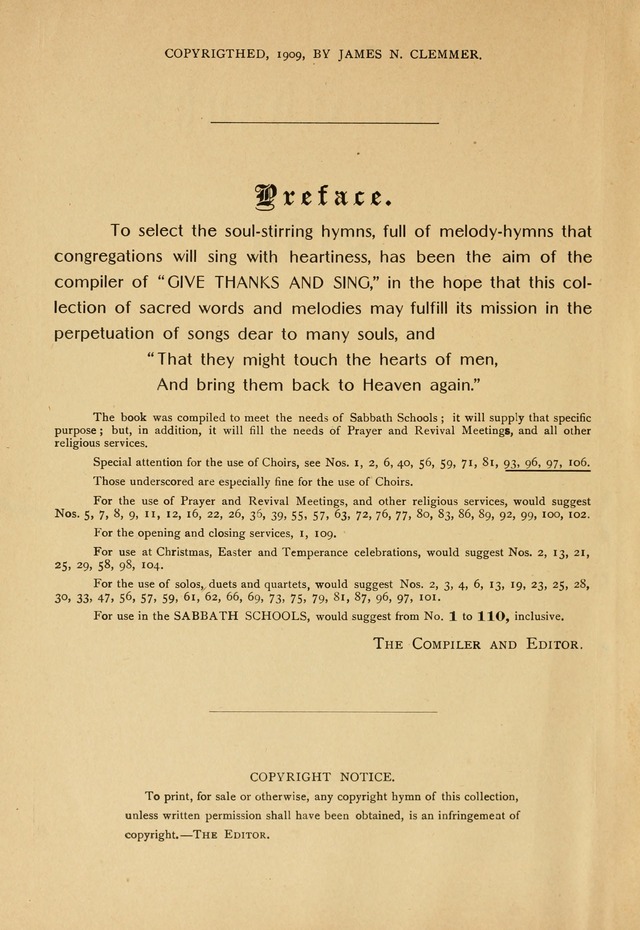 COPYRIGTHED, 1909, BY JAMES N. CLEMMER.
Preface.
To select the soul-stirring hymns, full of melody-hymns that
congregations will sing with heartiness, has been the aim of the
compiler of "GIVE THANKS AND SING," in the hope that this col-
lection of sacred words and melodies may fulfill its mission in the
perpetuation of songs dear to many souls, and
"That they might touch the hearts of men,
And bring them back to Heaven again."
The book was compiled to meet the needs of Sabbath Schools; it will supply that specific
purpose; but, in addition, it will fill the needs of Prayer and Revival Meetings, and all other
religious services.
Special attention for the use of Choirs, see Nos. 1, 2, 6, 40, 56, 59, 71, 81, 93, 96, 97, 106.
Those underscored are especially fine for the use of Choirs.
For the use of Prayer and Revival Meetings, and other religious services, would suggest
Nos. 5, 7, 8, 9, 11, 12, 16, 22, 26, 36, 39, 55, 57, 63, 72, 76, 77, 80, 83, 86, 89, 92, 99, 100, 102.
For the opening and closing services, 1, 109.
For use at Christmas, Easter and Temperance celebrations, would suggest Nos. 2, 13, 21,
25, 29, 58, 98, 104.
For the use of solos, duets and quartets, would suggest Nos. 2, 3, 4, 6, 13, 19, 23, 25, 28,
30, 33, 47, 56, 57, 59, 61, 62, 66, 69, 73, 75, 79, 81, 87, 96, 97, 101.
For use in the SABBATH SCHOOLS, would suggest from No. 1 to 110, inclusive.
THE COMPILER AND EDITOR.
COPYRIGHT NOTICE.
To print, for sale or otherwise, any copyright hymn of this collection,
unless written permission shall have been obtained, is an infringement of
copyright.—THE EDITOR.